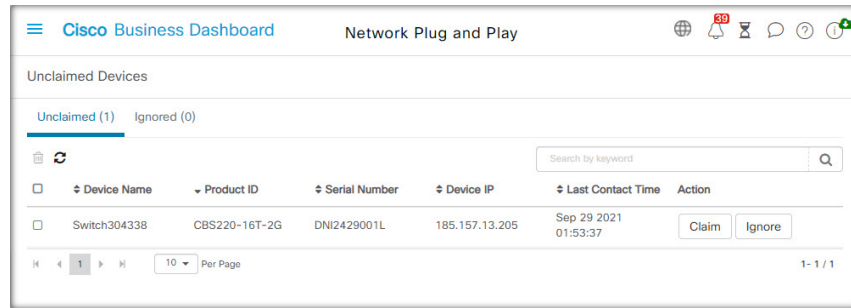 Cisco Business Dashboard Network Plug and Play 39
Unclaimed Devices
Unclaimed (1) Ignored (0)
Search by keyword
Device Name Product ID Serial Number Device IP Last Contact Time Action
Switch304338 CBS220-16T-2G DNI2429001L 185.157.13.205 Sep 29 2021 Claim Ignore
01:53:37
1 10 Per Page 1- 1 / 1